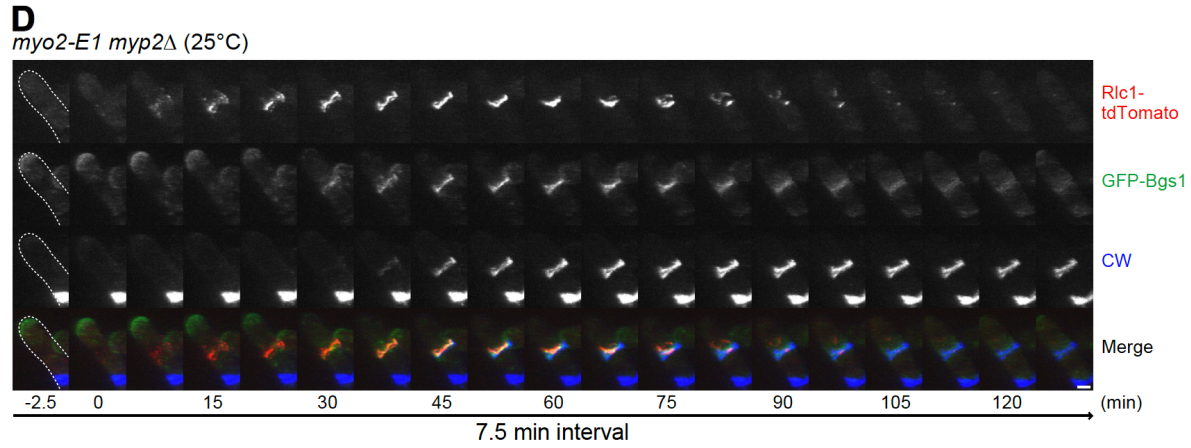 D
myo2-E1 myp2Δ (25°C)
Rlc1-
tdTomato
GFP-Bgs1
CW
Merge
-2.5 0 15 30 45 60 75 90 105 120 (min)
7.5 min interval